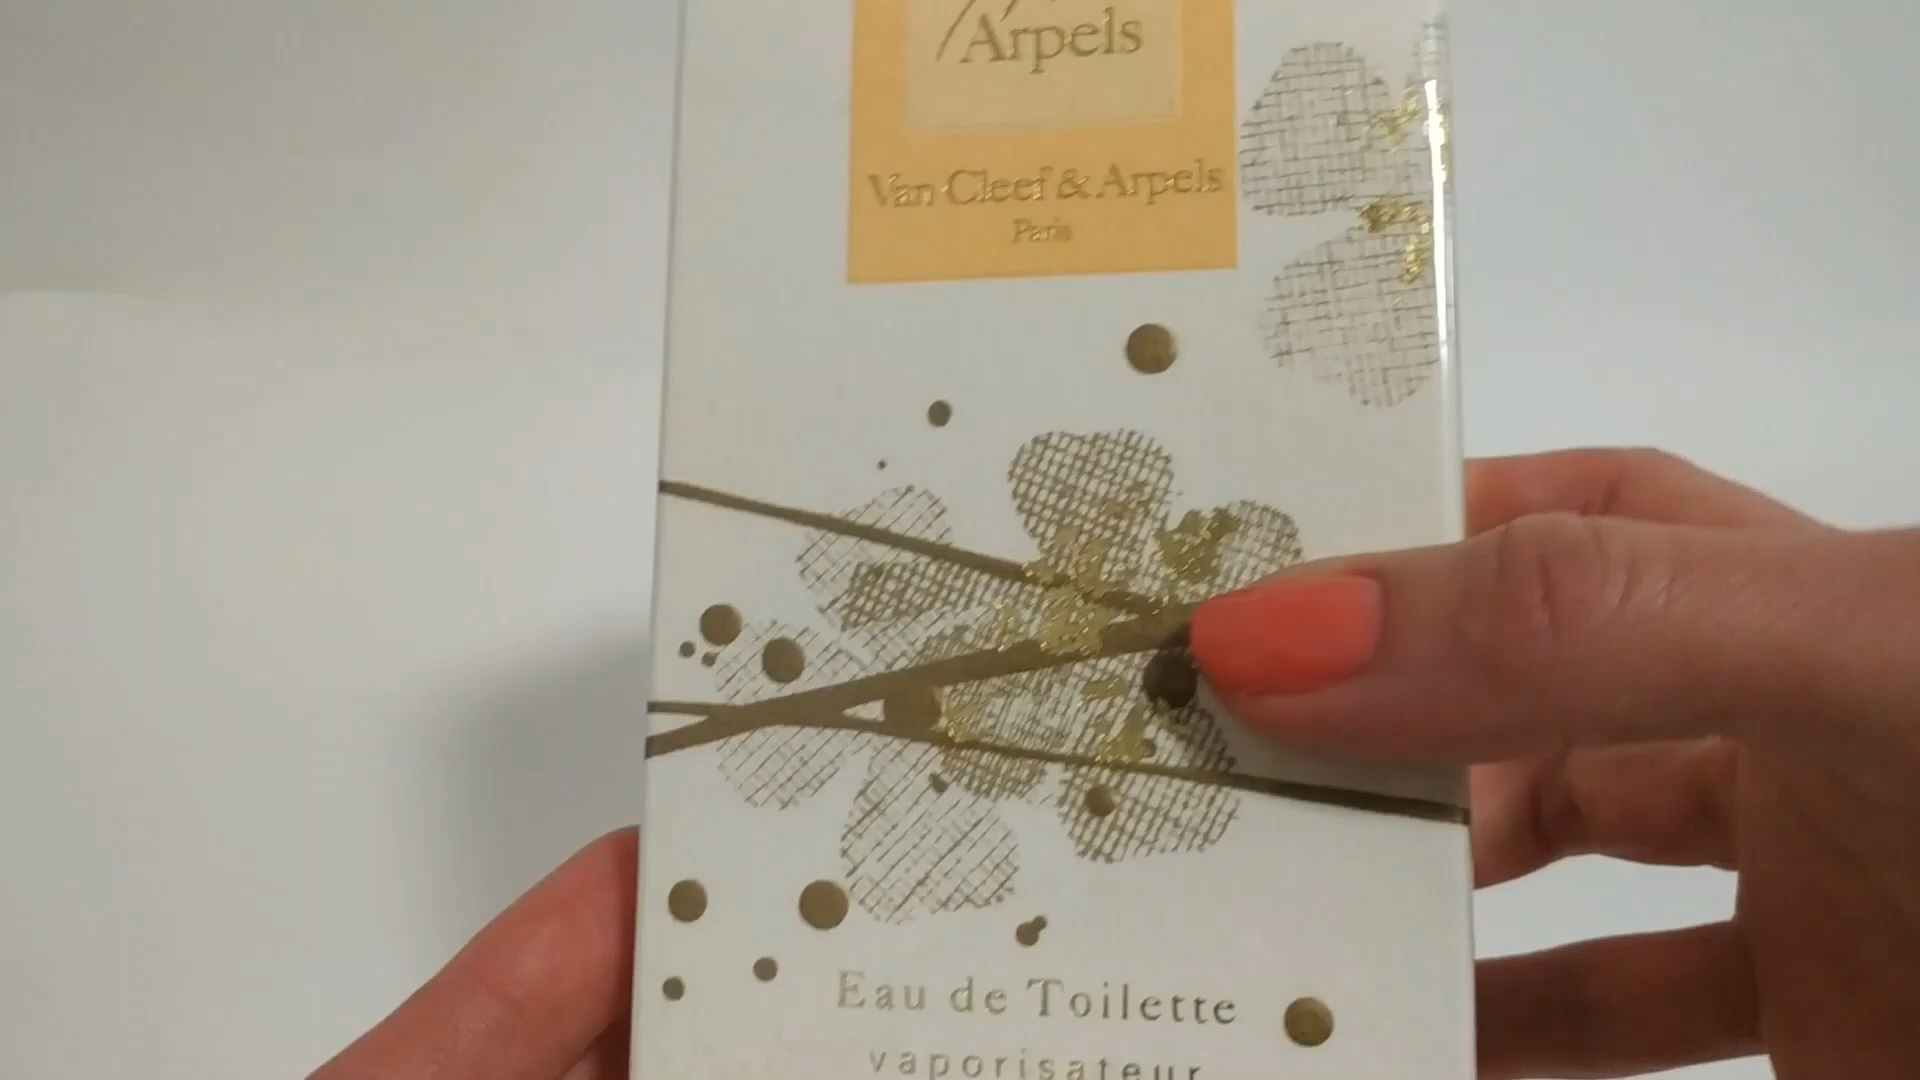 Arpels
Van Cleef & Arpels
Paris
Eau de Toilette
vaporisateur